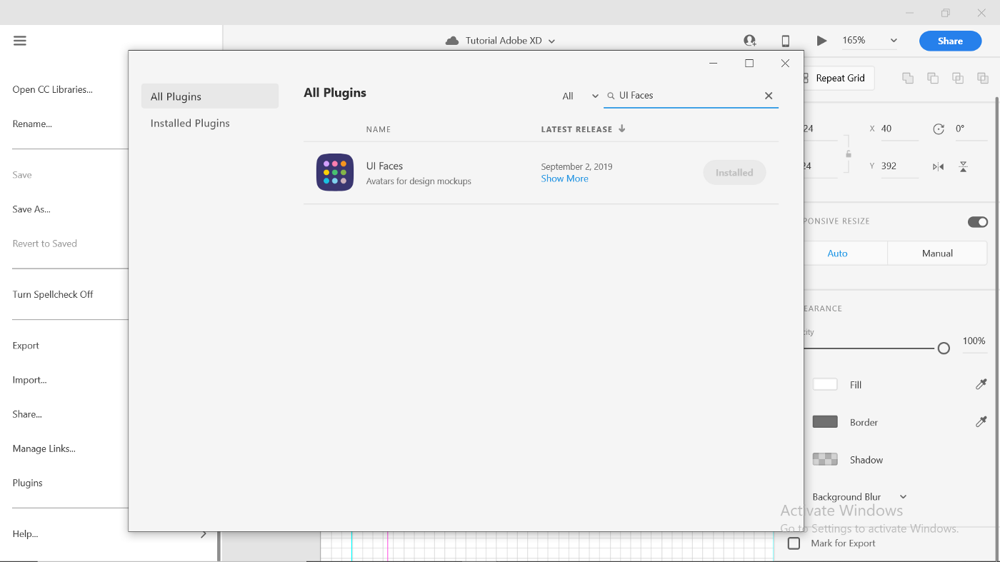 Tutorial Adobe XD
165%
Share
Open CC Libraries...
Rename...
Save
Save As...
Revert to Saved
Turn Spellcheck Off
Export
Import...
Share...
Manage Links...
Plugins
Help...
All Plugins
Installed Plugins
All Plugins
All
UI Faces
NAME
LATEST RELEASE
UI Faces
Avatars for design mockups
September 2, 2019
Show More
Installed
Repeat Grid
24
X 40
0°
24
Y 392
PONSIVE RESIZE
Auto
Manual
EARANCE
city
100%
Fill
Border
Shadow
Background Blur
Activate Windows
Go to Settings to activate Windows.
Mark for Export